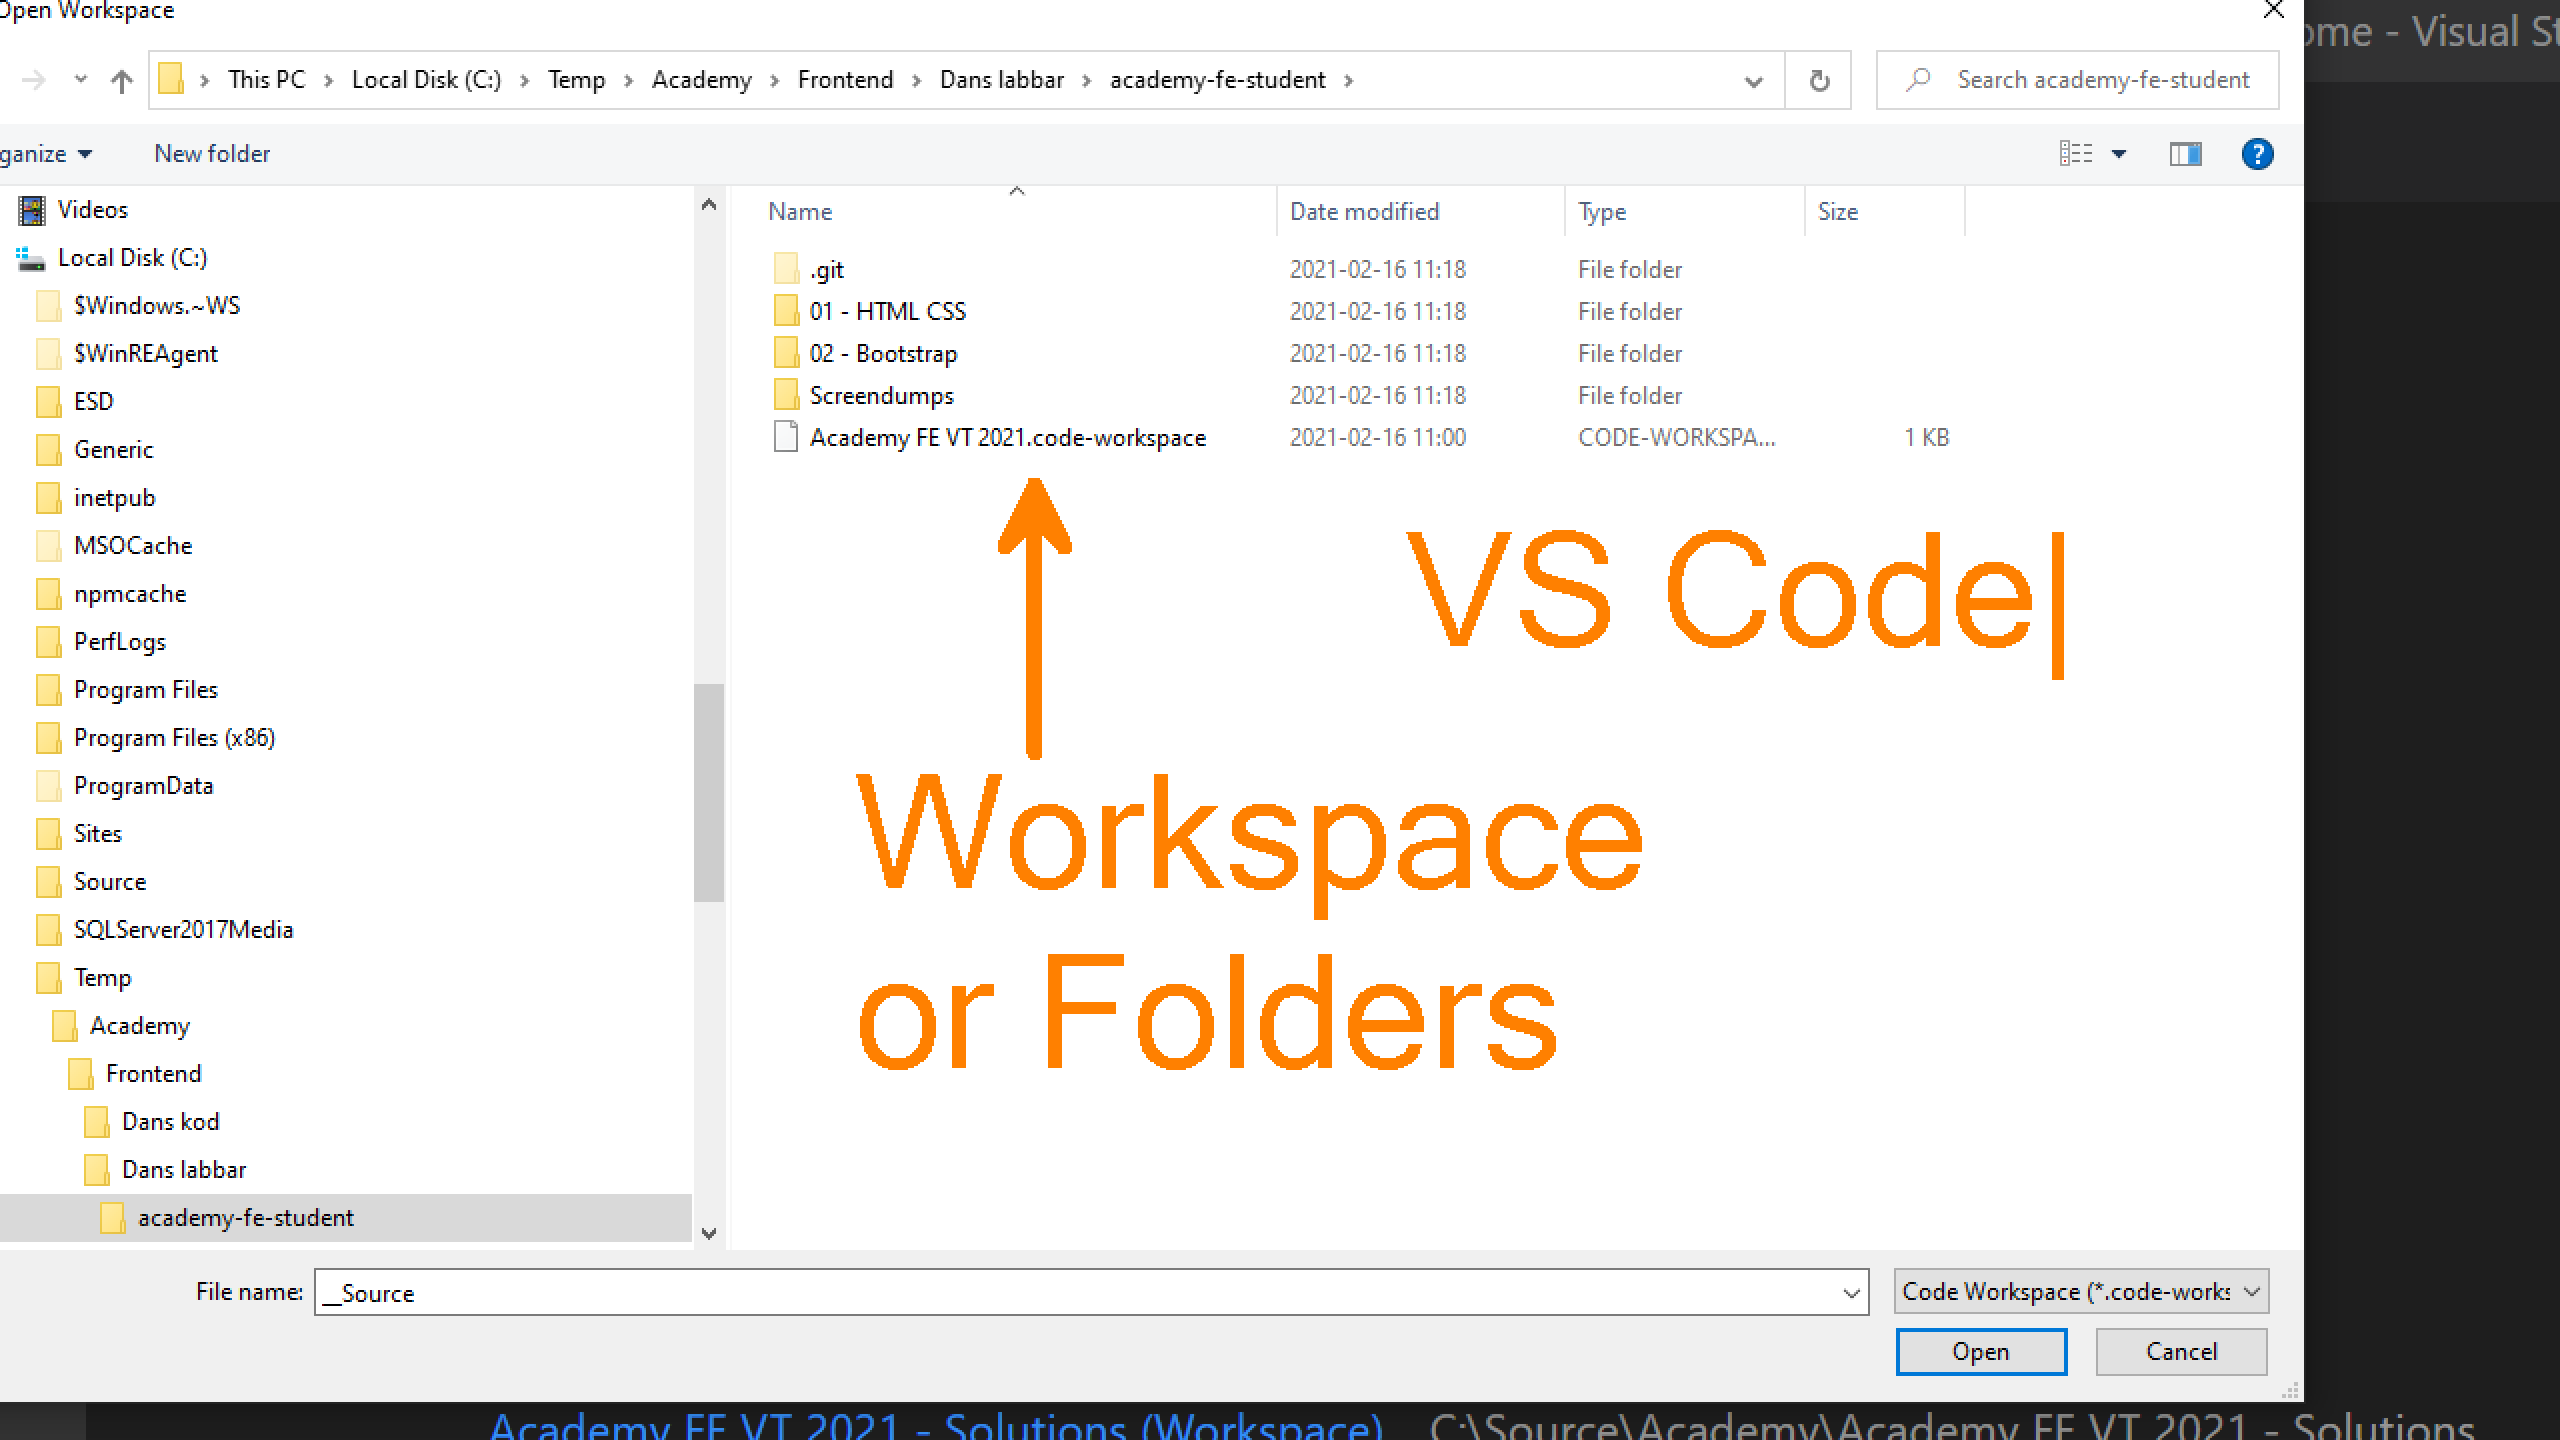 Open Workspace
ome - Visual St
This PC > Local Disk (C:) > Temp > Academy > Frontend > Dans labbar > academy-fe-student >
Search academy-fe-student
ganize
New folder
Videos
Local Disk (C:)
$Windows.~WS
$WinREAgent
ESD
Generic
inetpub
MSOCache
npmcache
PerfLogs
Program Files
Program Files (x86)
ProgramData
Sites
Source
SQLServer2017Media
Temp
Academy
Frontend
Dans kod
Dans labbar
academy-fe-student
Name Date modified Type Size
.git 2021-02-16 11:18 File folder
01 - HTML CSS 2021-02-16 11:18 File folder
02 - Bootstrap 2021-02-16 11:18 File folder
Screendumps 2021-02-16 11:18 File folder
Academy FE VT 2021.code-workspace 2021-02-16 11:00 CODE-WORKSPA... 1 KB
VS Code
Workspace
or Folders
File name: __Source
Code Workspace (*.code-works
Open Cancel
Academy FE VT 2021 - Solutions (Workspace) C:\Source\Academy\Academy FE VT 2021 - Solutions